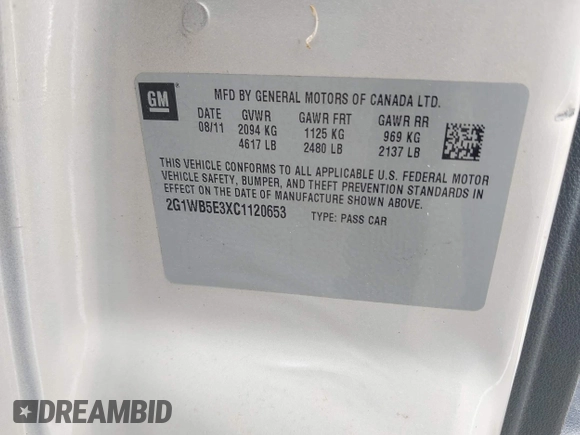 GM
MFD BY GENERAL MOTORS OF CANADA LTD.
DATE GVWR GAWR FRT GAWR RR
08/11 2094 KG 1125 KG 969 KG
4617 LB 2480 LB 2137 LB
THIS VEHICLE CONFORMS TO ALL APPLICABLE U.S. FEDERAL MOTOR
VEHICLE SAFETY, BUMPER, AND THEFT PREVENTION STANDARDS IN
EFFECT ON THE DATE OF MANUFACTURE SHOWN ABOVE.
2G1WB5E3XC1120653 TYPE: PASS CAR
DREAMBID